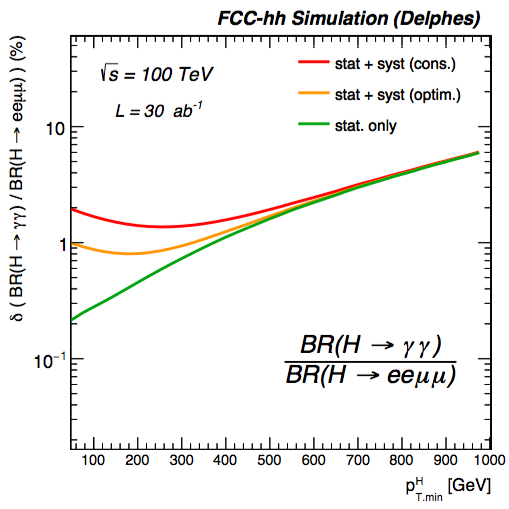 FCC-hh Simulation (Delphes)
δ ( BR(H → γγ) / BR(H → eeμμ) ) (%)
√s = 100 TeV
L = 30 ab⁻¹
stat + syst (cons.)
stat + syst (optim.)
stat. only
10
1
10⁻¹
BR(H → γγ)
BR(H → eeμμ)
100 200 300 400 500 600 700 800 900 1000
p^H_T.min [GeV]